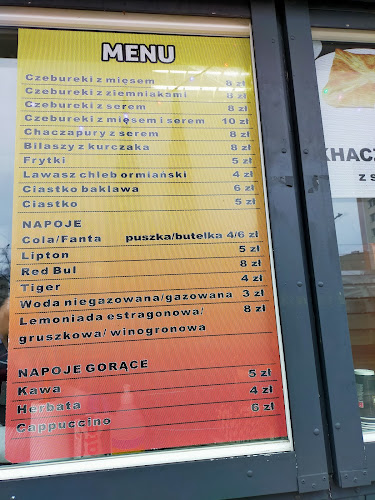 MENU
Czebureki z mięsem 8 zł
Czebureki z ziemniakami 8 zł
Czebureki z serem 8 zł
Czebureki z mięsem i serem 10 zł
Chaczapury z serem 8 zł
Bilaszy z kurczaka 8 zł
Frytki 5 zł
Lawasz chleb ormiański 4 zł
Ciastko baklawa 6 zł
Ciastko 5 zł
NAPOJE
Cola/Fanta puszka/butelka 4/6 zł
Lipton 5 zł
Red Bul 8 zł
Tiger 4 zł
Woda niegazowana/gazowana 3 zł
Lemoniada estragonowa/ 8 zł
gruszkowa/ winogronowa
NAPOJE GORĄCE
Kawa 5 zł
Herbata 4 zł
Cappuccino 6 zł
KHAC
z s